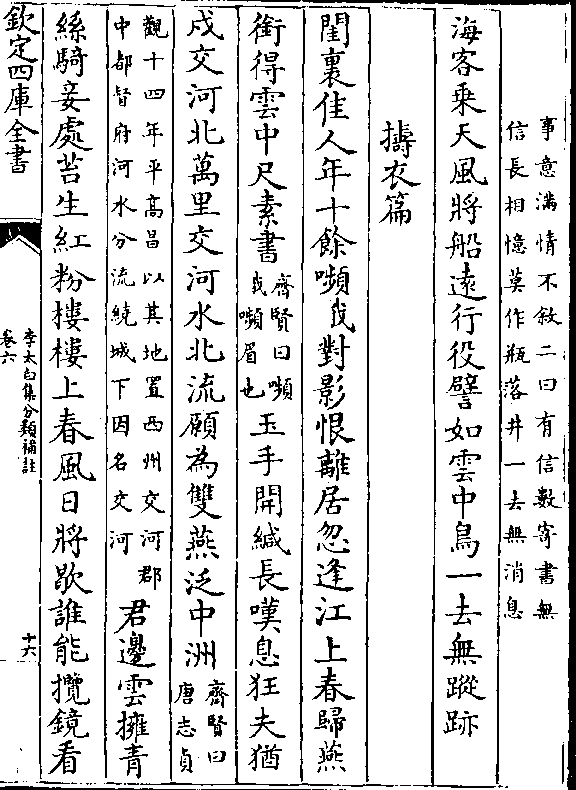 事意滿情不敘二曰有信數寄書無
信長相憶莫作瓶落井一去無消息
海客乗天風將船遠行役譬如雲中鳥一去無蹤跡
擣衣篇
閨裏佳人年十餘嚬蛾對影恨離居忽逢江上春歸燕
銜得雲中尺素書
齊賢曰嚬
蛾嚬眉也
玉手開緘長嘆息狂夫猶
戍交河北萬里交河水北流願為雙燕泛中洲
齊賢曰
唐志貞
觀十四年平髙昌以其地置西州交河郡
中都督府河水分流繞城下因名交河
君邊雲擁青
絲騎妾處苔生紅粉樓樓上春風日將歇誰能攬鏡看
欽定四庫全書
李太白集分類補註
卷六
十六